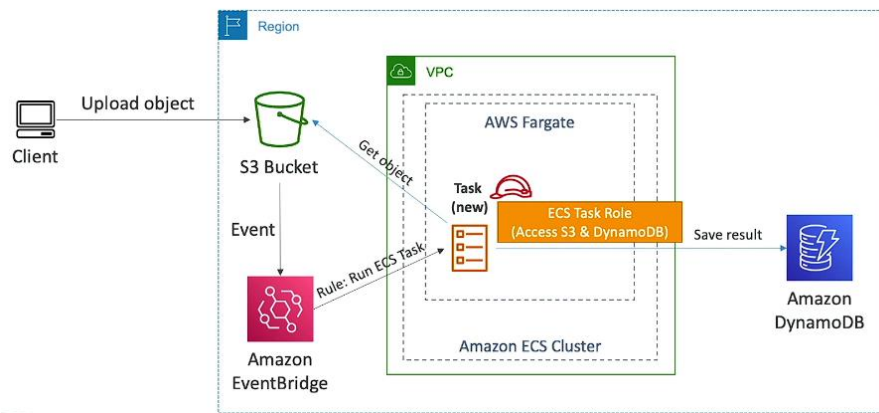 Region
VPC
Upload object
AWS Fargate
Client
S3 Bucket
Get object
Task
(new)
ECS Task Role
(Access S3 & DynamoDB)
Save result
Event
Rule: Run ECS Task
Amazon
DynamoDB
Amazon ECS Cluster
Amazon
EventBridge